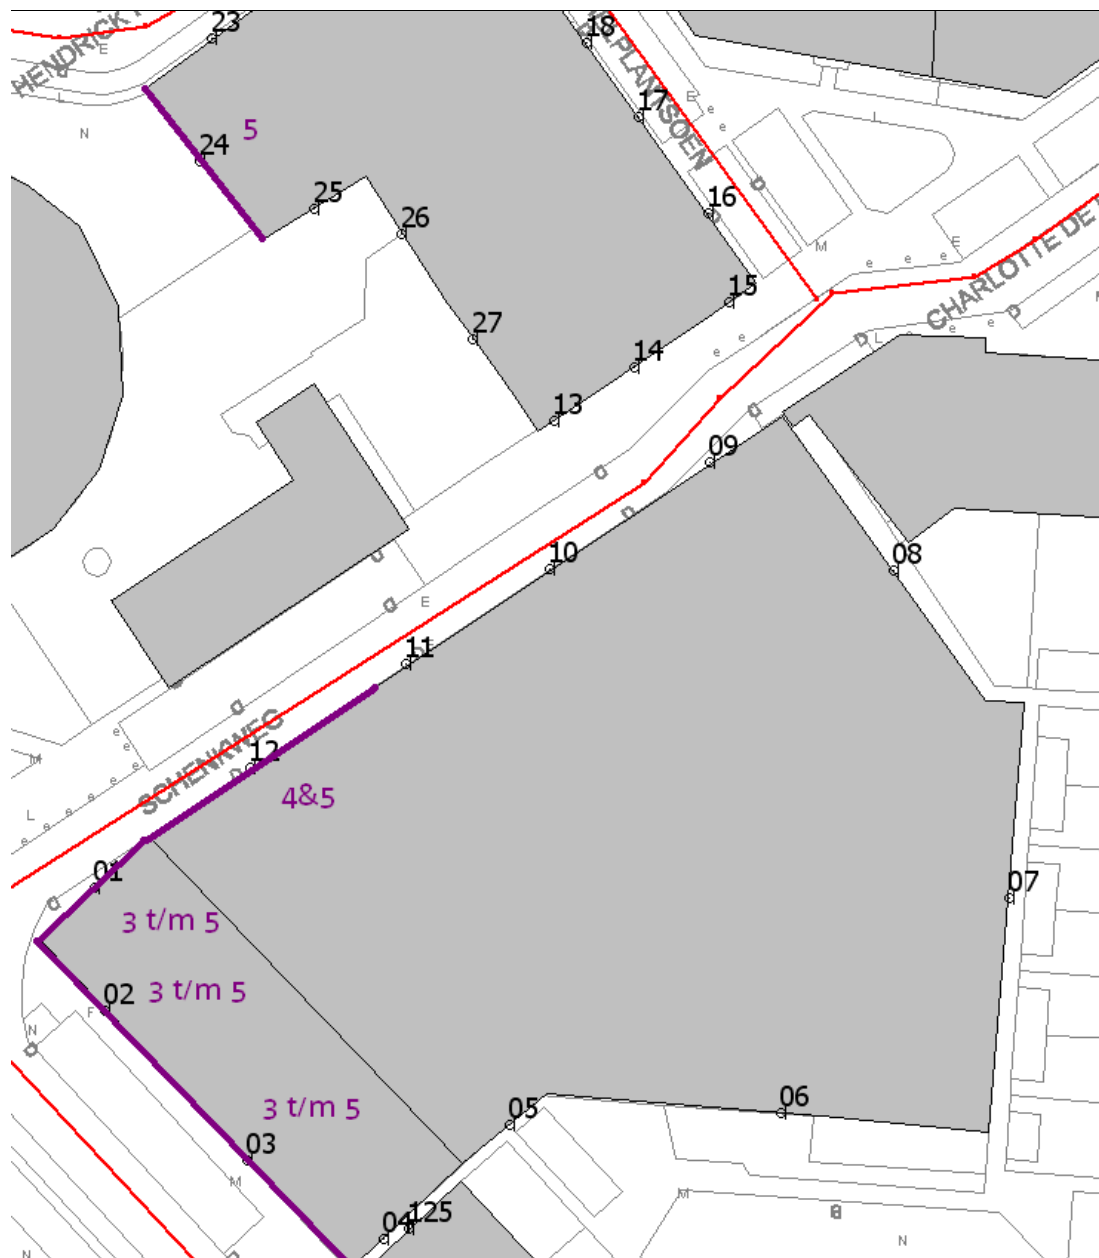 23
18
HENDRICK
E
L
N
5
24
17
E
e
e
L
EPLANTSOEN
25
16
26
M
E
e
e
e
15
CHARLOTTE DE
27
e
e
e
e
L
14
13
09
10
08
E
11
12
SCHENKWEG
M
e
e
e
e
e
e
e
e
L
4&5
01
07
3 t/m 5
02
3 t/m 5
F
N
3 t/m 5
05
06
03
M
M
04
125
N
N
N